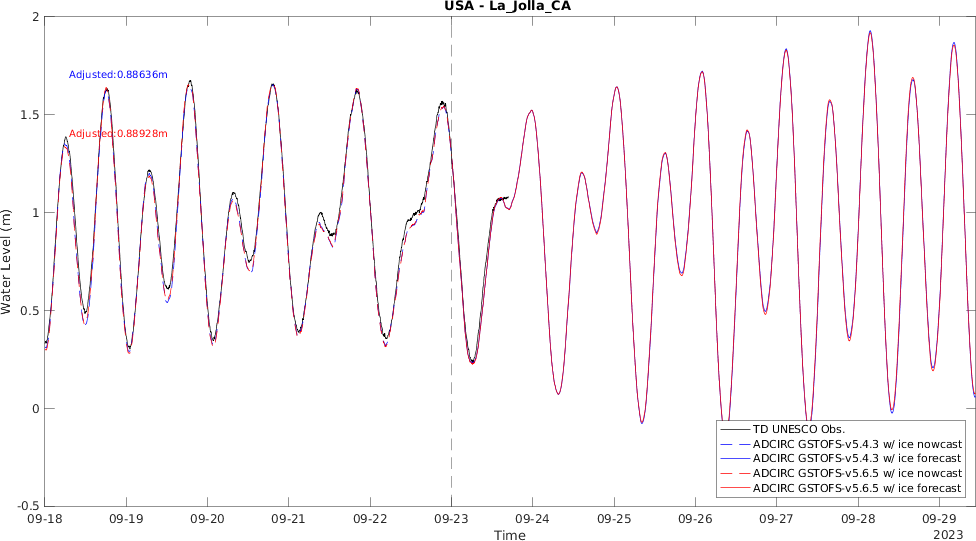 USA - La_Jolla_CA
Adjusted:0.88636m
Adjusted:0.88928m
Water Level (m)
2
1.5
1
0.5
0
-0.5
09-18 09-19 09-20 09-21 09-22 09-23 09-24 09-25 09-26 09-27 09-28 09-29
Time
2023
TD UNESCO Obs.
ADCIRC GSTOFS-v5.4.3 w/ ice nowcast
ADCIRC GSTOFS-v5.4.3 w/ ice forecast
ADCIRC GSTOFS-v5.6.5 w/ ice nowcast
ADCIRC GSTOFS-v5.6.5 w/ ice forecast